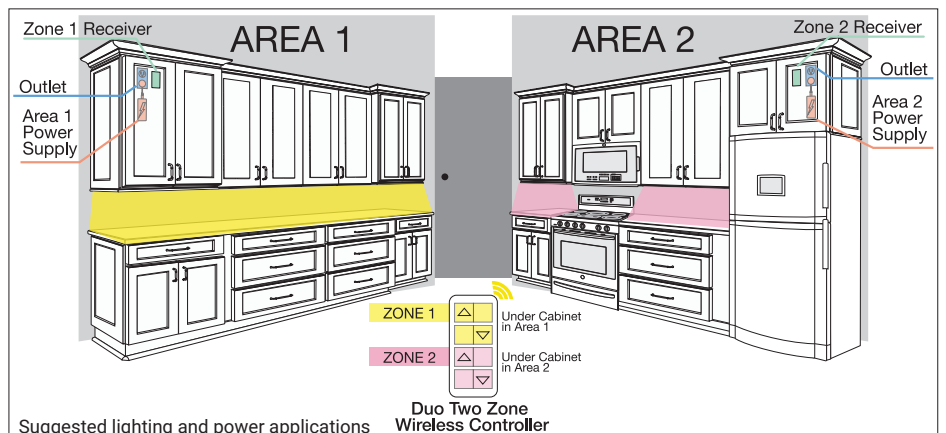 AREA 1
AREA 2
Zone 1 Receiver
Outlet
Area 1
Power
Supply
Zone 2 Receiver
Outlet
Area 2
Power
Supply
ZONE 1
Under Cabinet
in Area 1
ZONE 2
Under Cabinet
in Area 2
Duo Two Zone
Wireless Controller
Suggested lighting and power applications